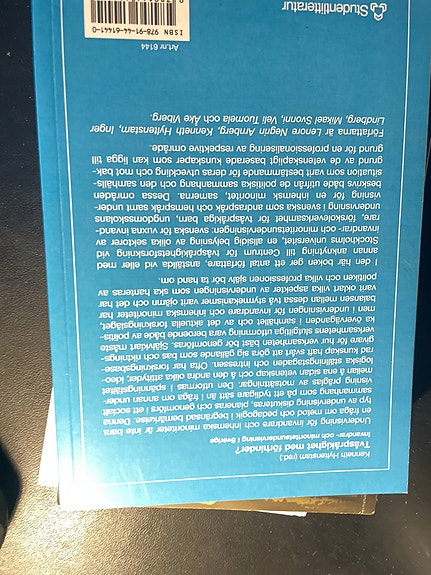 Kenneth Hyltenstam (red.)
Tvåspråkighet med förhinder?
Invandrar- och minoritetsundervisning i Sverige
Undervisning för invandrare och inhemska minoriteter är inte bara
en fråga om metod och pedagogik i begränsad bemärkelse. Denna
typ av undervisning diskuteras, planeras och genomförs i ett socialt
sammanhang som på ett tydligare sätt än i fråga om annan under-
visning präglas av motsättningar. Den utformas i spänningsfältet
mellan å ena sidan vetenskap och å den andra olika attityder, ideo-
logiska ställningstaganden och intressen. Ofta har forskningsbase-
rad kunskap haft svårt att göra sig gällande som bas och riktnings-
givare för hur verksamheten bäst bör genomföras. Självklart måste
verksamhetens slutgiltiga utformning vara beroende både av politis-
ka överväganden i samhället och av det aktuella forskningsläget,
men i undervisningen för invandrare och inhemska minoriteter har
balansen mellan dessa två styrmekanismer varit ojämn och det har
varit oklart vilka aspekter av undervisningen som ska hanteras av
politiken och vilka professionen själv bör ta hand om.
I den här boken ger ett antal författare, anställda vid eller med
annan anknytning till Centrum för tvåspråkighetsforskning vid
Stockholms universitet, en allsidig belysning av olika sektorer av
invandrar- och minoritetsundervisningen: svenska för vuxna invand-
rare, förskoleverksamhet för tvåspråkiga barn, ungdomsskolans
undervisning i svenska som andraspråk och hemspråk samt under-
visning för en inhemsk minoritet, samerna. Dessa områden
beskrivs både utifrån de politiska sammanhang och den samhälls-
situation som varit bestämmande för deras utveckling och mot bak-
grund av de vetenskapligt baserade kunskaper som kan ligga till
grund för en professionalisering av respektive område.
Författarna är Lenore Negrin Arnberg, Kenneth Hyltenstam, Inger
Lindberg, Mikael Svonni, Veli Tuomela och Åke Viberg.
Art.nr 6144
ISBN 978-91-44-61441-0
Studentlitteratur